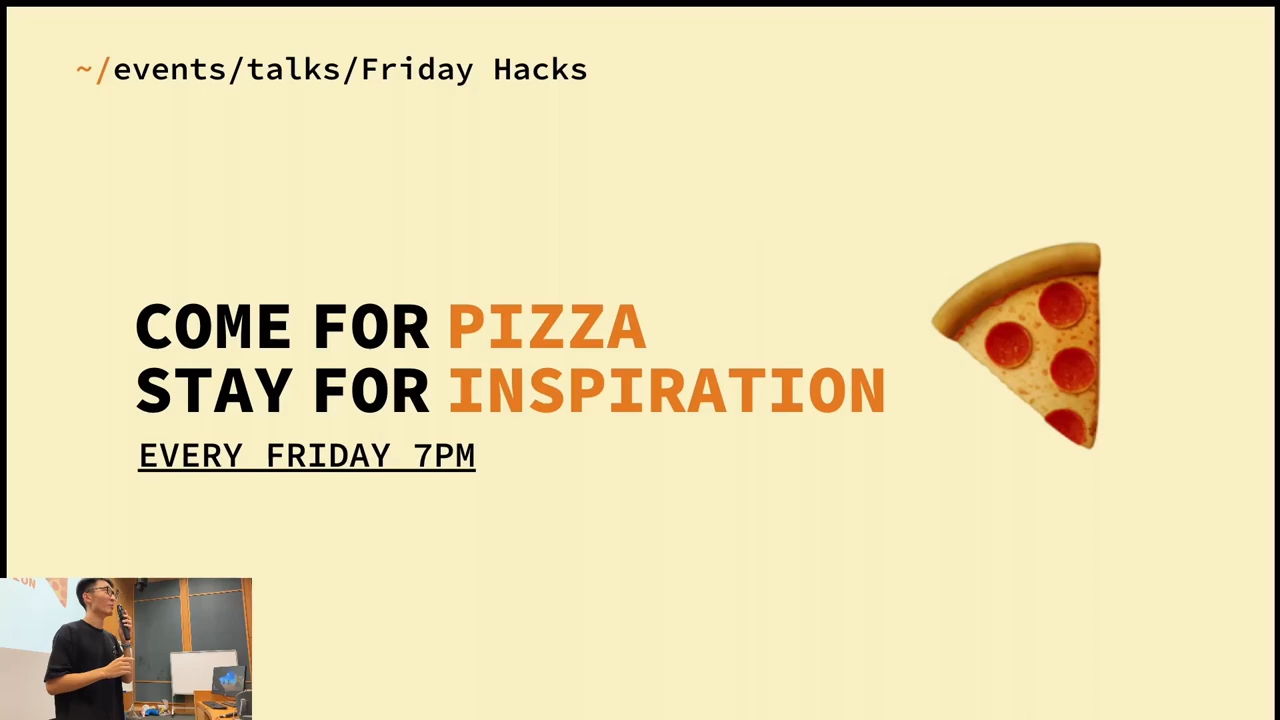 ~/events/talks/Friday Hacks
COME FOR PIZZA
STAY FOR INSPIRATION
EVERY FRIDAY 7PM